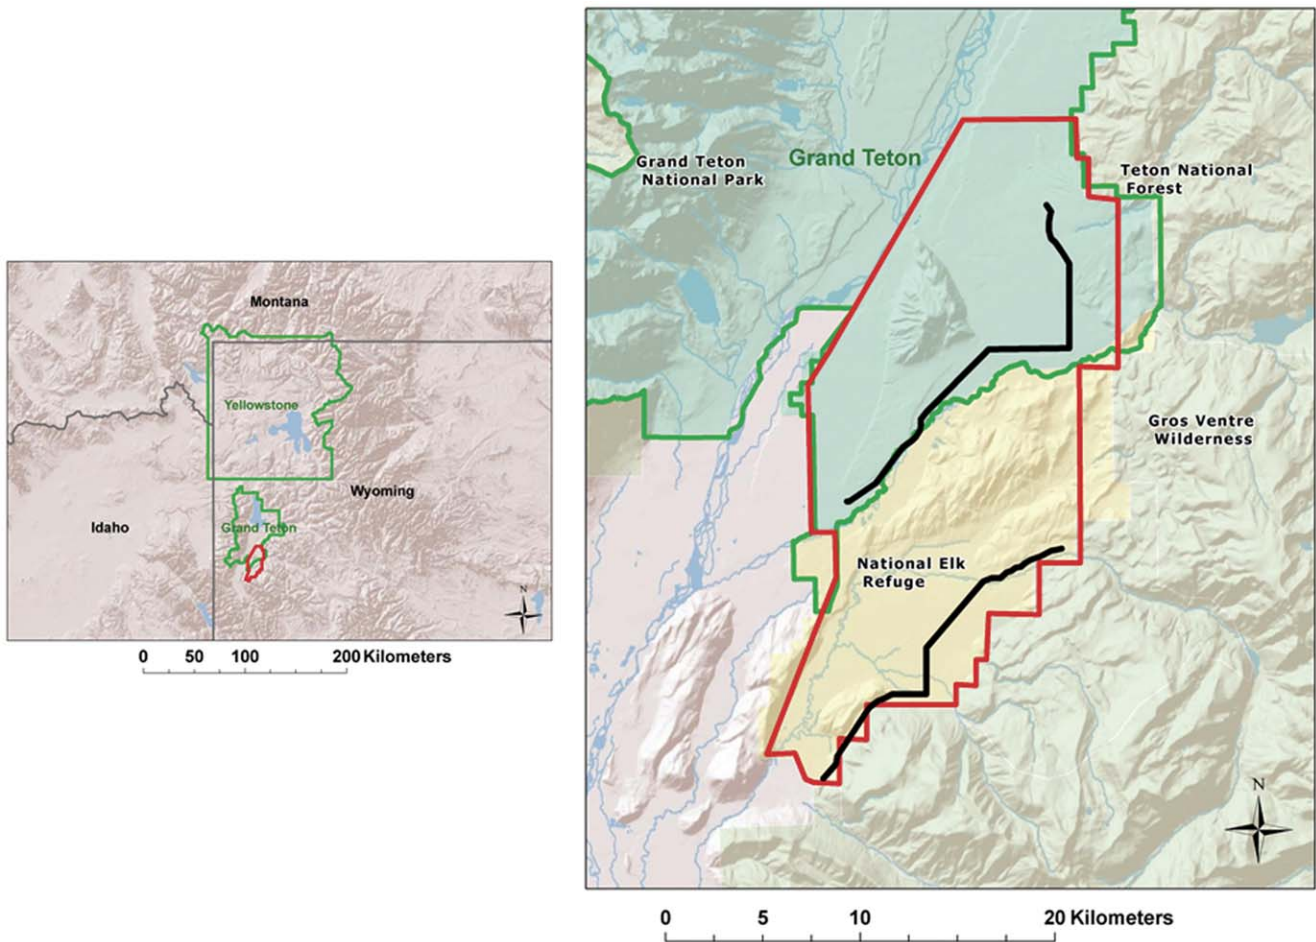 Montana
Yellowstone
Wyoming
Idaho
Grand Teton
N
0 50 100 200 Kilometers
Grand Teton
National Park
Grand Teton
Teton National
Forest
Gros Ventre
Wilderness
National Elk
Refuge
N
0 5 10 20 Kilometers